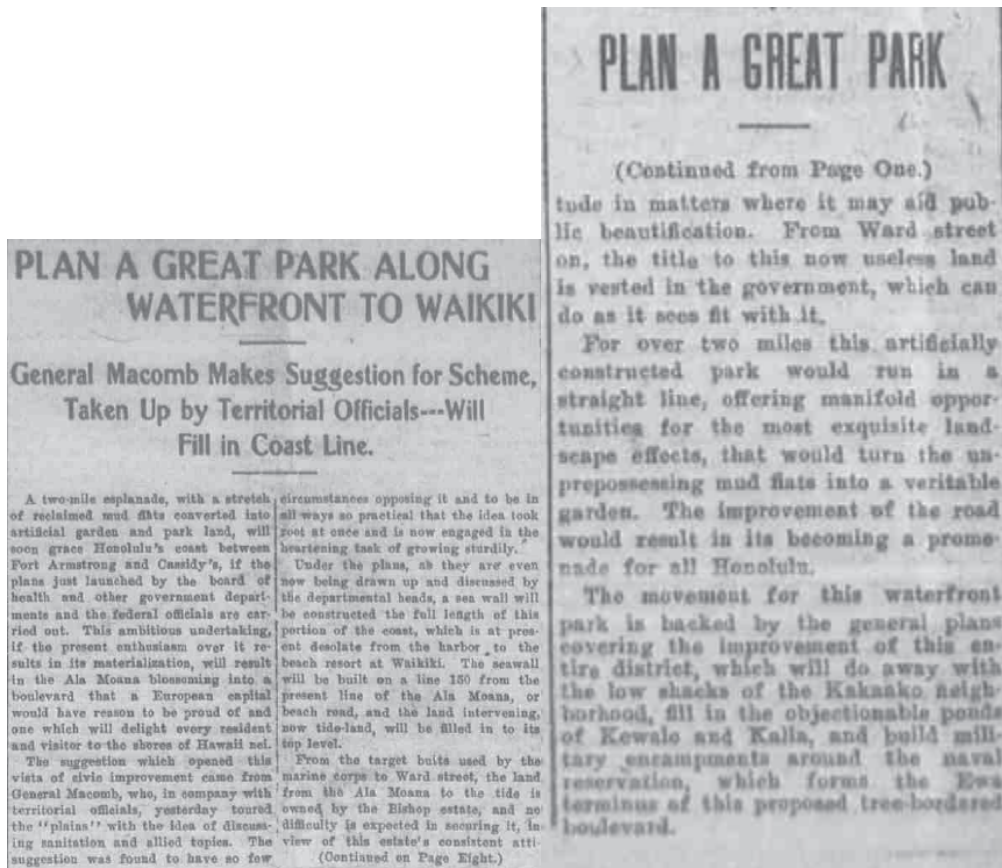 PLAN A GREAT PARK ALONG
WATERFRONT TO WAIKIKI
General Macomb Makes Suggestion for Scheme,
Taken Up by Territorial Officials---Will
Fill in Coast Line.
A two-mile esplanade, with a stretch
of reclaimed mud flats converted into
artificial garden and park land, will
soon grace Honolulu's coast between
Fort Armstrong and Cassidy's, if the
plans just launched by the board of
health and other government depart-
ments and the federal officials are car-
ried out. This ambitious undertaking,
if the present enthusiasm over it re-
sults in its materialization, will result
in the Ala Moana blossoming into a
boulevard that a European capital
would have reason to be proud of and
one which will delight every resident
and visitor to the shores of Hawaii nei.
The suggestion which opened this
vista of civic improvement came from
General Macomb, who, in company with
territorial officials, yesterday toured
the "plains" with the idea of discuss-
ing sanitation and allied topics. The
suggestion was found to have so few
circumstances opposing it and to be in
all ways so practical that the idea took
root at once and is now engaged in the
heartening task of growing sturdily.
Under the plans, as they are even
now being drawn up and discussed by
the departmental heads, a sea wall will
be constructed the full length of this
portion of the coast, which is at pres-
ent desolate from the harbor to the
beach resort at Waikiki. The seawall
will be built on a line 150 from the
present line of the Ala Moana, or
beach road, and the land intervening,
now tide-land, will be filled in to its
top level.
From the target butts used by the
marine corps to Ward street, the land
from the Ala Moana to the tide is
owned by the Bishop estate, and no
difficulty is expected in securing it, in
view of this estate's consistent atti-
(Contined on Page Eight.)
PLAN A GREAT PARK
(Continued from Page One.)
tude in matters where it may aid pub-
lic beautification. From Ward street
on, the title to this now useless land
is vested in the government, which can
do as it sees fit with it.
For over two miles this artificially
constructed park would run in a
straight line, offering manifold oppor-
tunities for the most exquisite land-
scape effects, that would turn the un-
prepossessing mud flats into a veritable
garden. The improvement of the road
would result in its becoming a prome-
nade for all Honolulu.
The movement for this waterfront
park is backed by the general plans
covering the improvement of this en-
tire district, which will do away with
the low shacks of the Kakaako neigh-
borhood, fill in the objectionable ponds
of Kewalo and Kalia, and build mili-
tary encampments around the naval
reservation, which forms the Ewa
terminus of this proposed tree-bordered
boulevard.